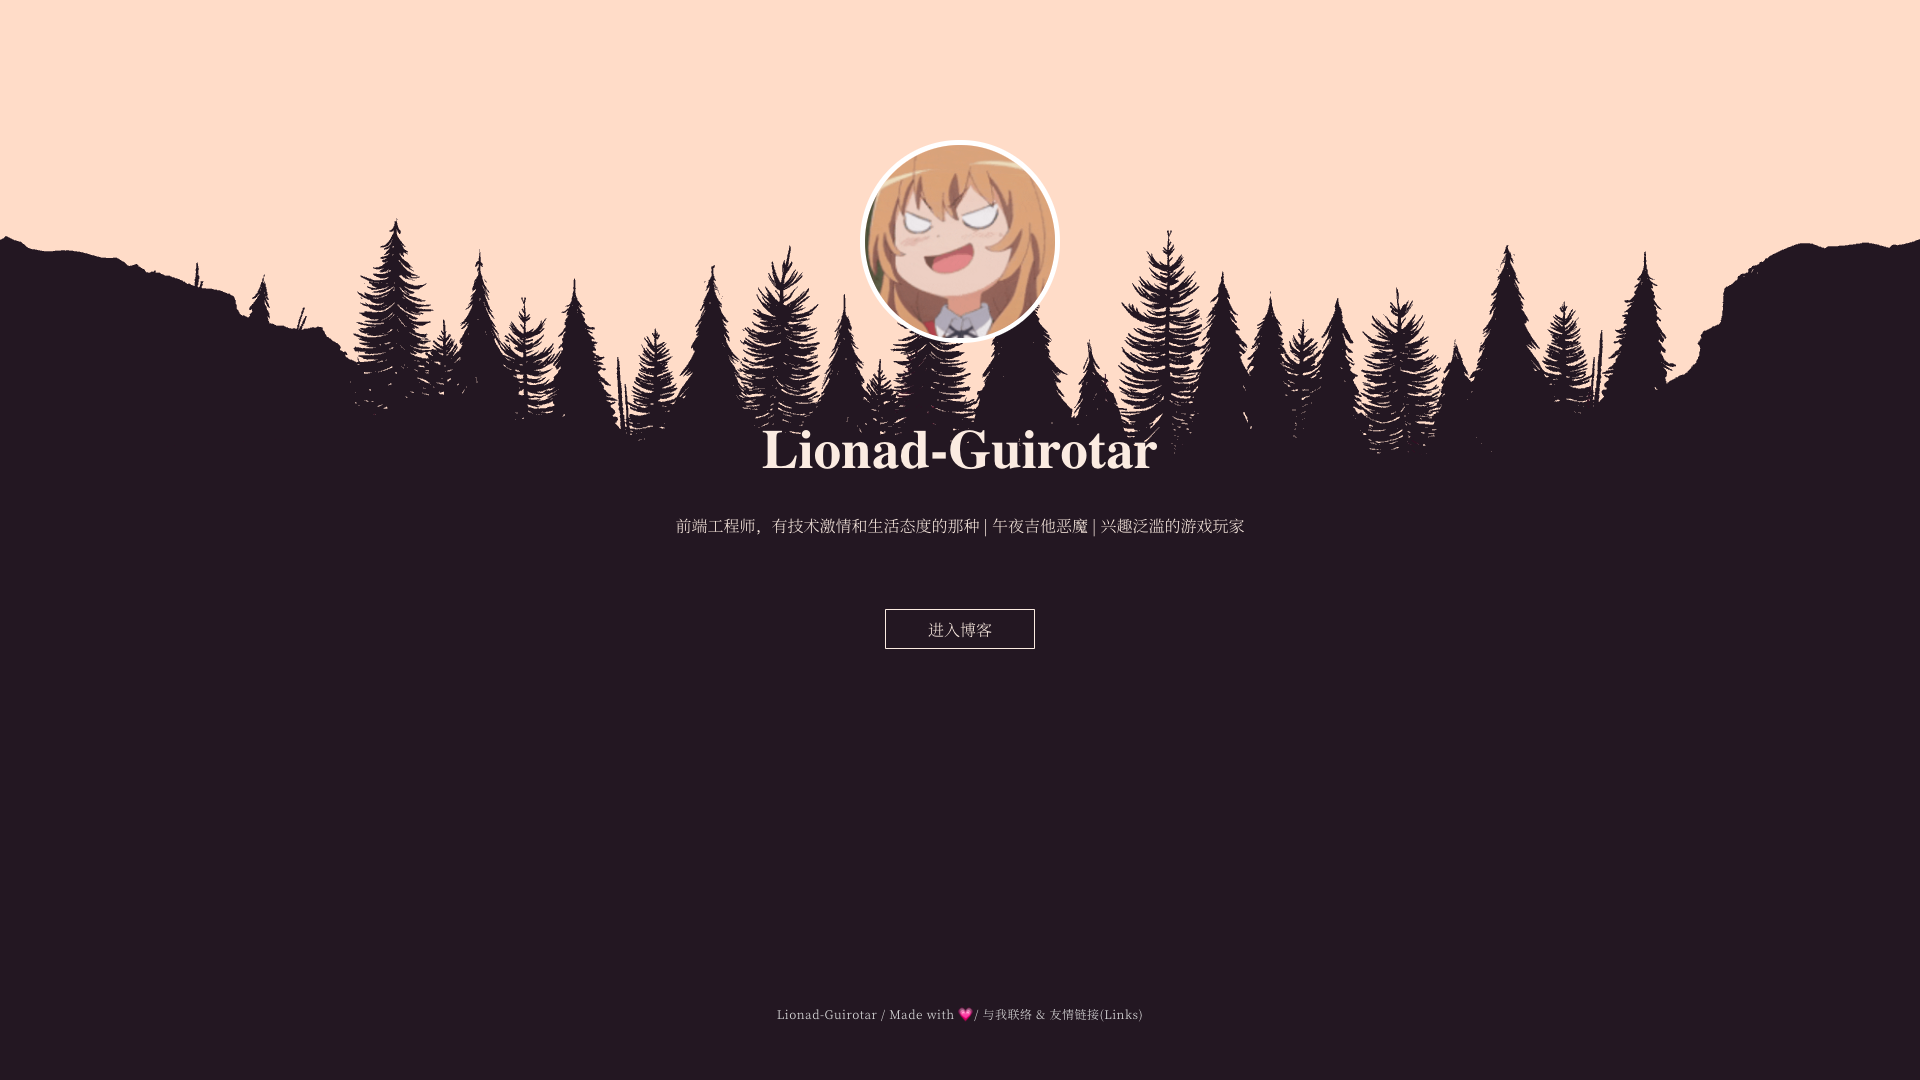 Lionad-Guirotar
前端工程师，有技术激情和生活态度的那种 | 午夜吉他恶魔 | 兴趣泛滥的游戏玩家
进入博客
Lionad-Guirotar / Made with 💗/ 与我联络 & 友情链接(Links)